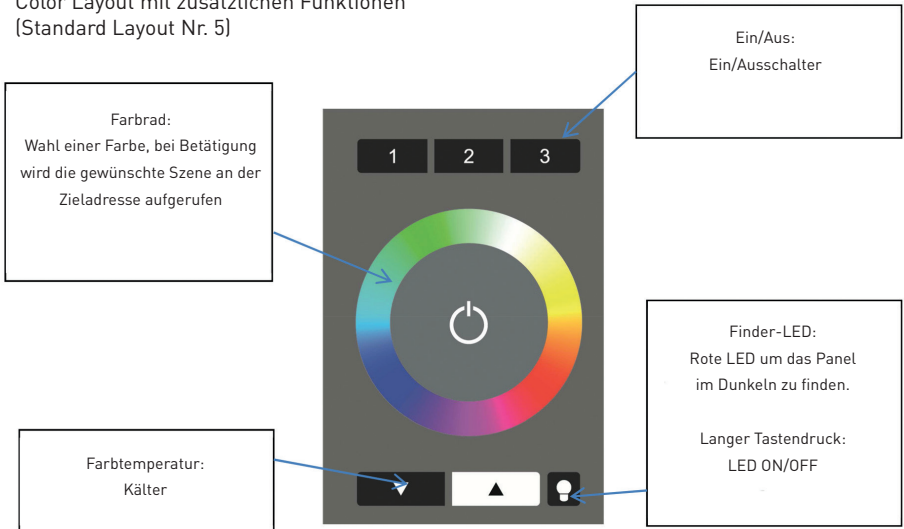 Color Layout mit zusätzlichen Funktionen
(Standard Layout Nr. 5)
Ein/Aus:
Ein/Ausschalter
Farbrad:
Wahl einer Farbe, bei Betätigung
wird die gewünschte Szene an der
Zieladresse aufgerufen
1 2 3
Finder-LED:
Rote LED um das Panel
im Dunkeln zu finden.
Langer Tastendruck:
LED ON/OFF
Farbtemperatur:
Kälter